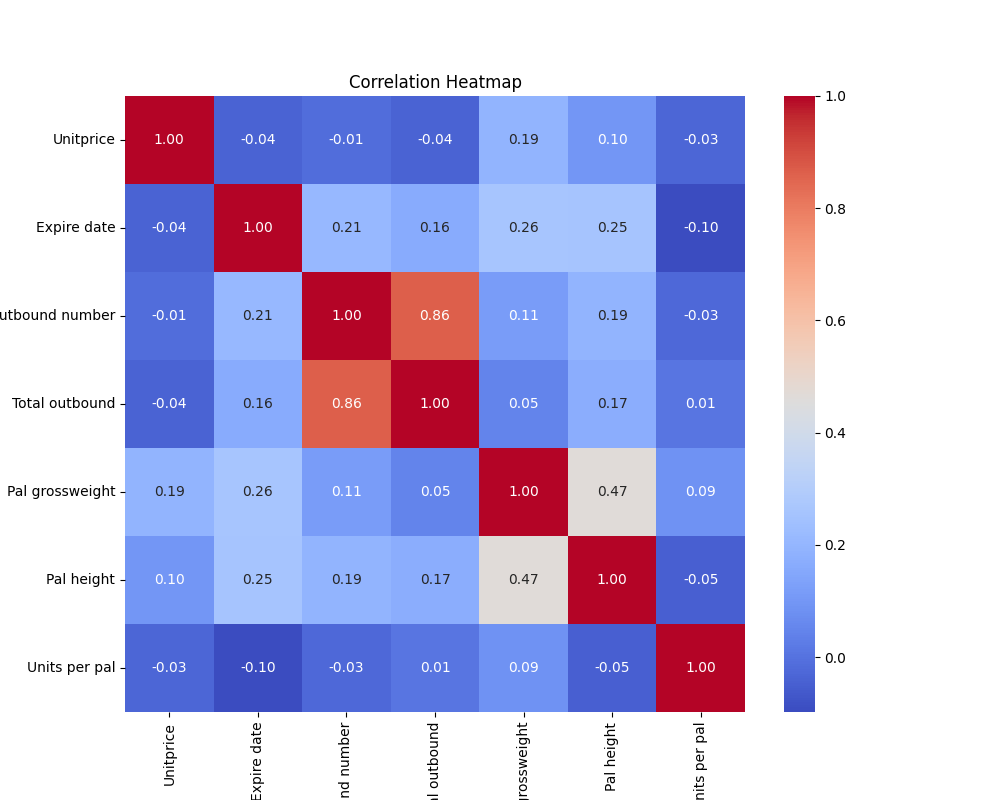 Correlation Heatmap
1.0
Unitprice 1.00 -0.04 -0.01 -0.04 0.19 0.10 -0.03
0.8
Expire date -0.04 1.00 0.21 0.16 0.26 0.25 -0.10
utbound number -0.01 0.21 1.00 0.86 0.11 0.19 -0.03
0.6
Total outbound -0.04 0.16 0.86 1.00 0.05 0.17 0.01
0.4
Pal grossweight 0.19 0.26 0.11 0.05 1.00 0.47 0.09
0.2
Pal height 0.10 0.25 0.19 0.17 0.47 1.00 -0.05
0.0
Units per pal -0.03 -0.10 -0.03 0.01 0.09 -0.05 1.00
Unitprice
Expire date
nd number
l outbound
grossweight
Pal height
nits per pal